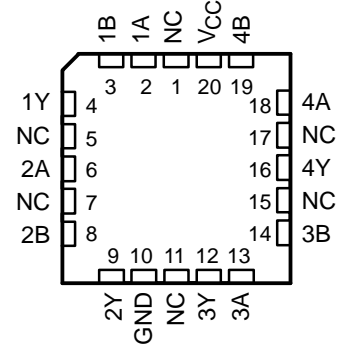 1B 1A NC VCC 4B
3 2 1 20 19
1Y 4 18 4A
NC 5 17 NC
2A 6 16 4Y
NC 7 15 NC
2B 8 14 3B
9 10 11 12 13
2Y GND NC 3Y 3A